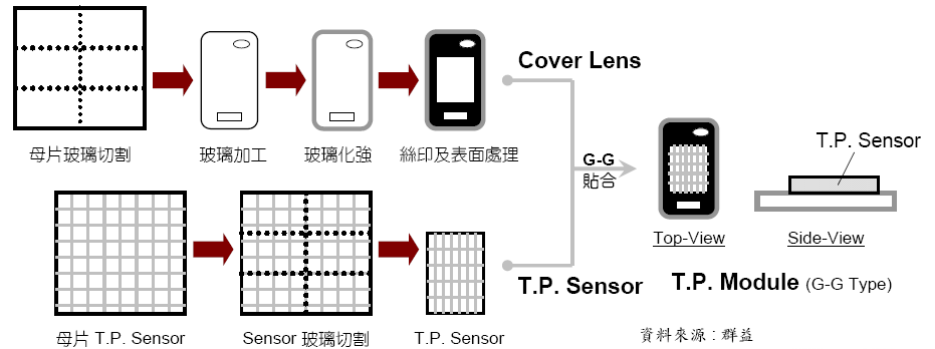 母片玻璃切割
玻璃加工
玻璃化強
絲印及表面處理
Cover Lens
G-G
貼合
T.P. Sensor
Top-View
Side-View
T.P. Module (G-G Type)
母片 T.P. Sensor
Sensor 玻璃切割
T.P. Sensor
T.P. Sensor
資料來源：群益